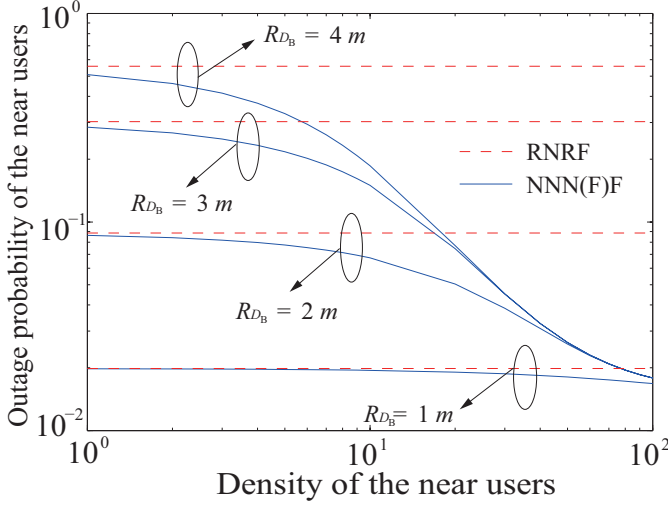 10^0
R_{D_B} = 4 m
RNRF
NNN(F)F
R_{D_B} = 3 m
10^{-1}
R_{D_B} = 2 m
R_{D_B}= 1 m
10^{-2}
10^0
10^1
10^2
Density of the near users
Outage probability of the near users